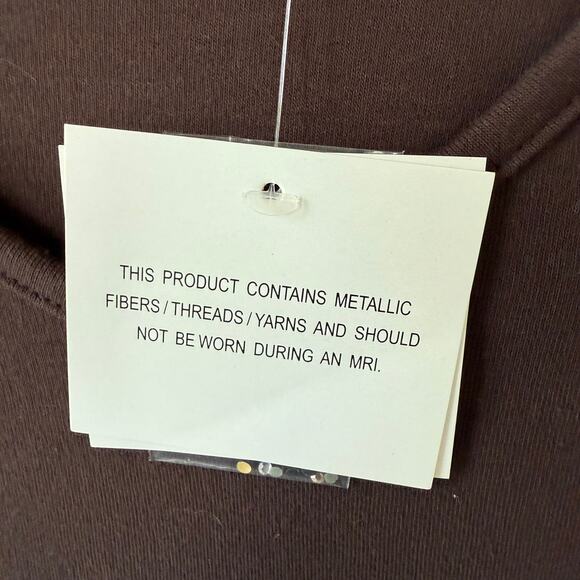 THIS PRODUCT CONTAINS METALLIC
FIBERS/THREADS/YARNS AND SHOULD
NOT BE WORN DURING AN MRI.